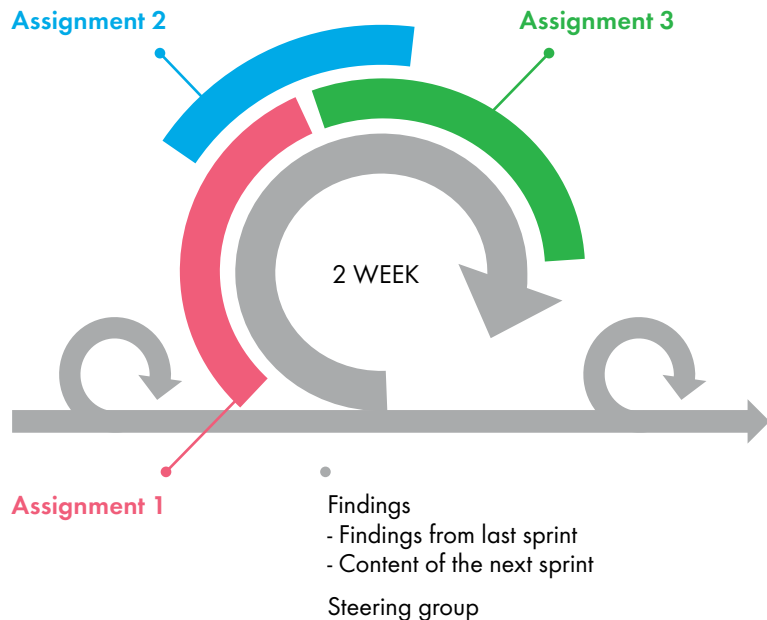 Assignment 2
Assignment 3
2 WEEK
Assignment 1
Findings
- Findings from last sprint
- Content of the next sprint
Steering group